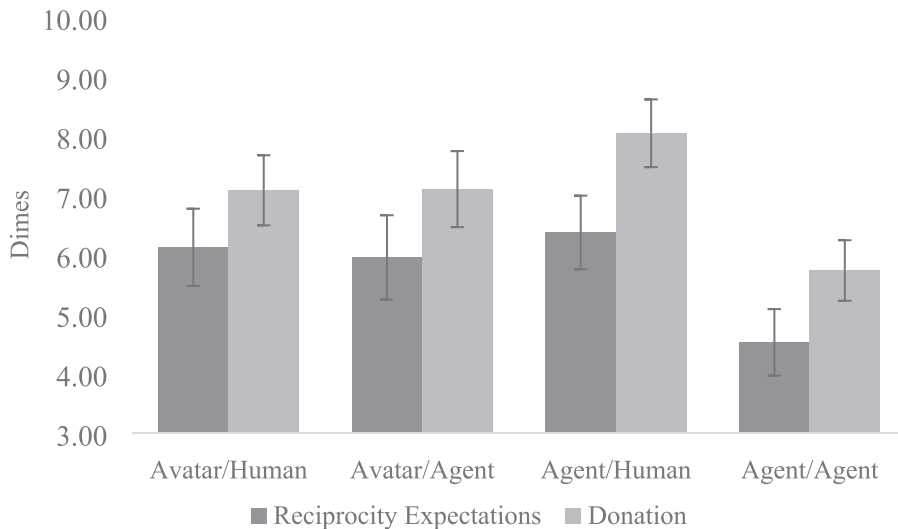 10.00
9.00
8.00
7.00
6.00
5.00
4.00
3.00
Dimes
Avatar/Human Avatar/Agent Agent/Human Agent/Agent
Reciprocity Expectations Donation